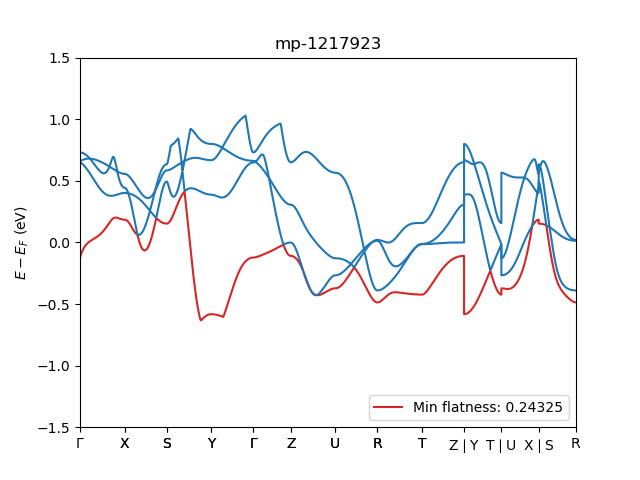 mp-1217923
1.5
1.0
0.5
0.0
−0.5
−1.0
−1.5
E − E_F (eV)
Min flatness: 0.24325
Γ X S Y Γ Z U R T Z | Y T | U X | S R